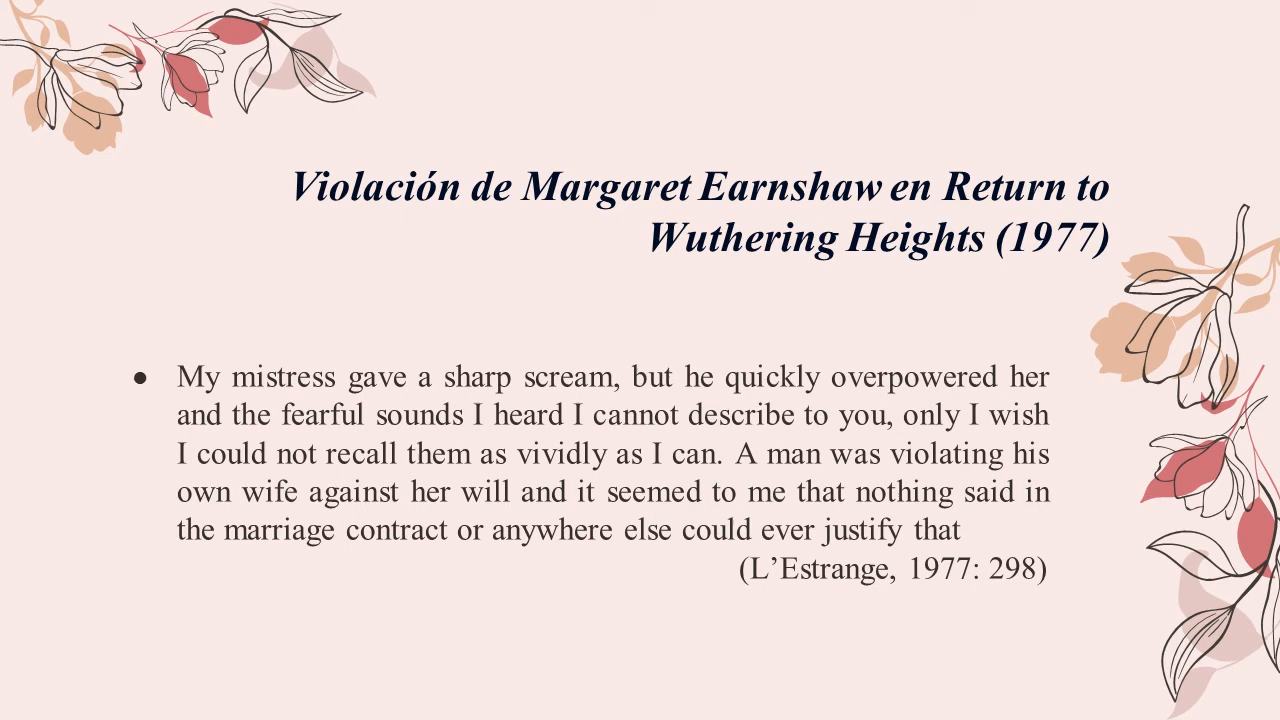 Violación de Margaret Earnshaw en Return to
Wuthering Heights (1977)
● My mistress gave a sharp scream, but he quickly overpowered her
and the fearful sounds I heard I cannot describe to you, only I wish
I could not recall them as vividly as I can. A man was violating his
own wife against her will and it seemed to me that nothing said in
the marriage contract or anywhere else could ever justify that
(L’Estrange, 1977: 298)